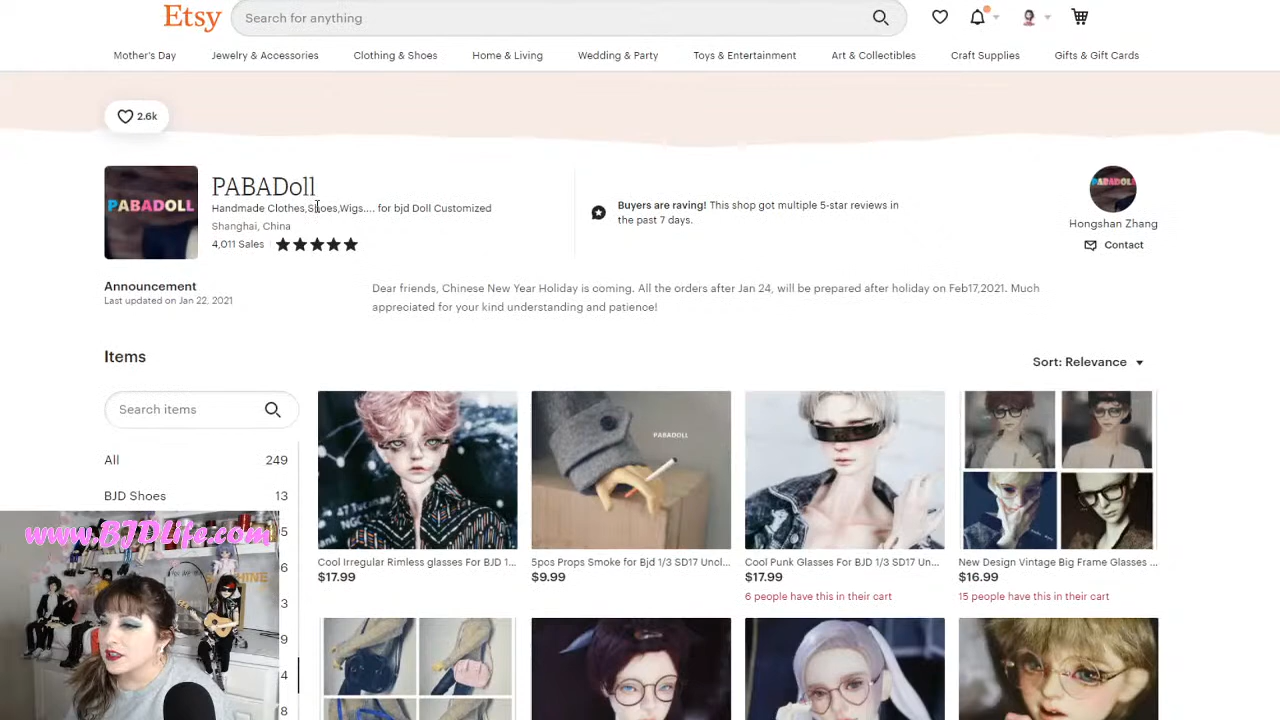 Etsy
Search for anything
Mother's Day
Jewelry & Accessories
Clothing & Shoes
Home & Living
Wedding & Party
Toys & Entertainment
Art & Collectibles
Craft Supplies
Gifts & Gift Cards
2.6k
PABADOLL
PABADoll
Handmade Clothes,Shoes,Wigs.... for bjd Doll Customized
Shanghai, China
4,011 Sales
Buyers are raving! This shop got multiple 5-star reviews in
the past 7 days.
PABADOLL
Hongshan Zhang
Contact
Announcement
Last updated on Jan 22, 2021
Dear friends, Chinese New Year Holiday is coming. All the orders after Jan 24, will be prepared after holiday on Feb17,2021. Much
appreciated for your kind understanding and patience!
Items
Sort: Relevance
Search items
All 249
BJD Shoes 13
5
6
3
9
4
8
PABADOLL
Cool Irregular Rimless glasses For BJD 1...
$17.99
5pcs Props Smoke for Bjd 1/3 SD17 Uncl...
$9.99
Cool Punk Glasses For BJD 1/3 SD17 Un...
$17.99
6 people have this in their cart
New Design Vintage Big Frame Glasses ...
$16.99
15 people have this in their cart
www.BJDLife.com